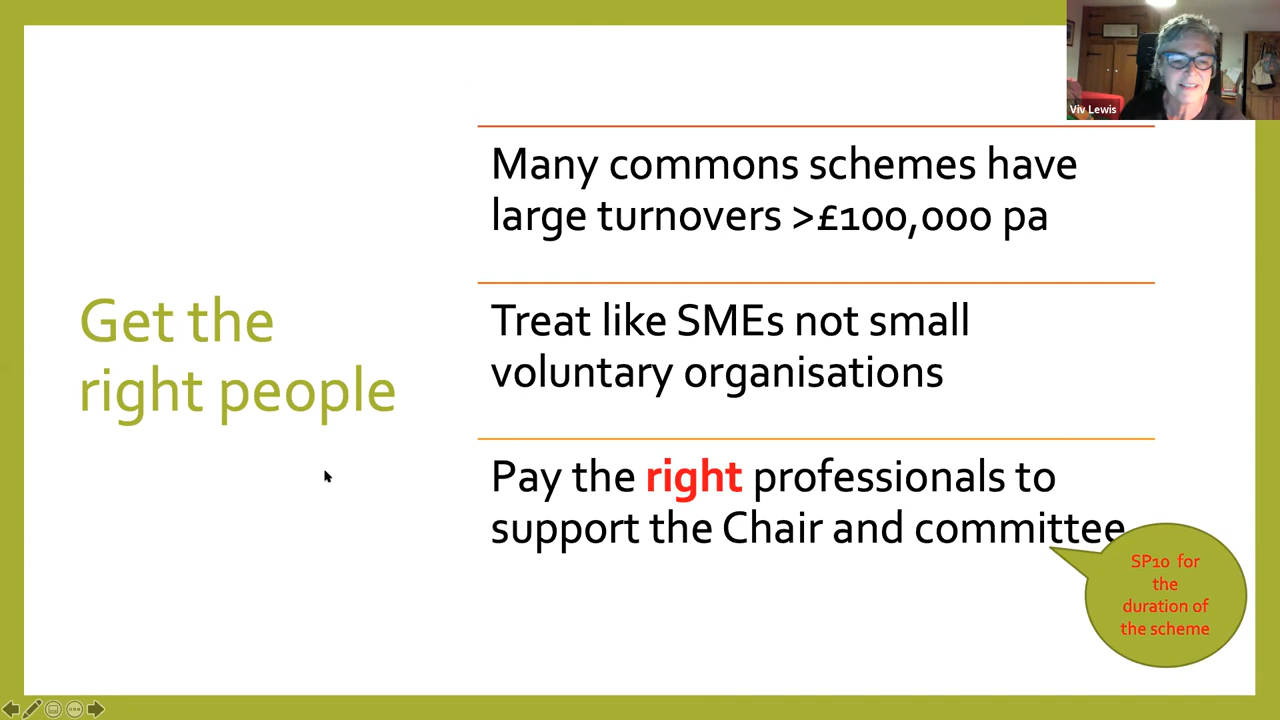 Viv Lewis
Get the
right people
Many commons schemes have
large turnovers >£100,000 pa
Treat like SMEs not small
voluntary organisations
Pay the right professionals to
support the Chair and committee
SP10 for
the
duration of
the scheme